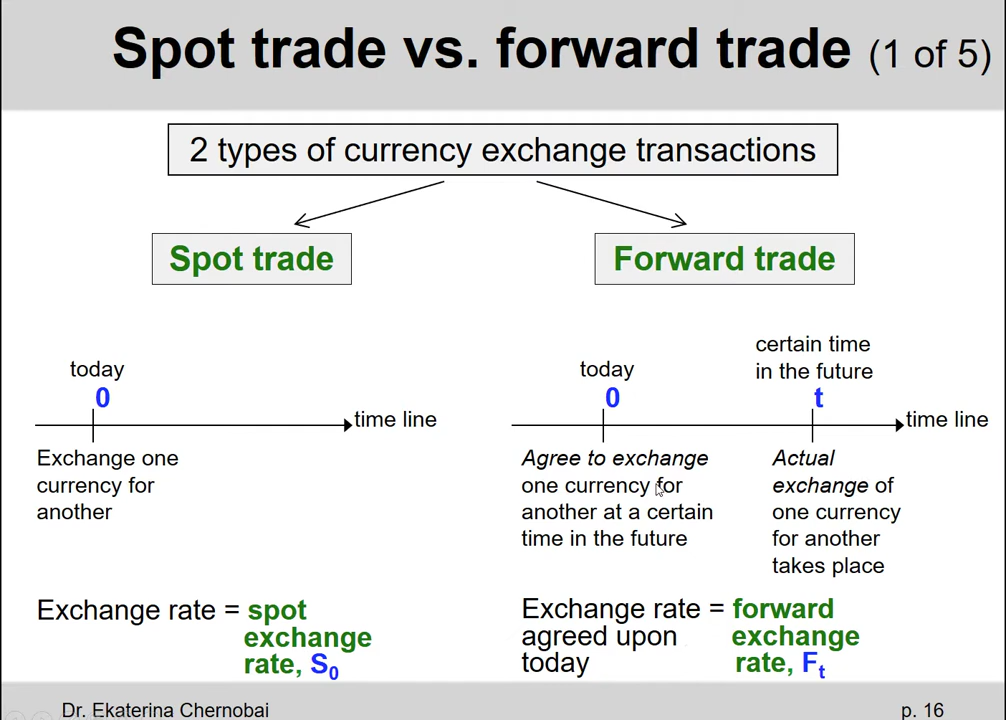 Spot trade vs. forward trade (1 of 5)
2 types of currency exchange transactions
Spot trade
today
0
time line
Exchange one
currency for
another
Exchange rate = spot
exchange
rate, S0
Forward trade
certain time
in the future
today
0
t
time line
Agree to exchange
one currency for
another at a certain
time in the future
Actual
exchange of
one currency
for another
takes place
Exchange rate = forward
agreed upon exchange
today rate, Ft
Dr. Ekaterina Chernobai
p. 16